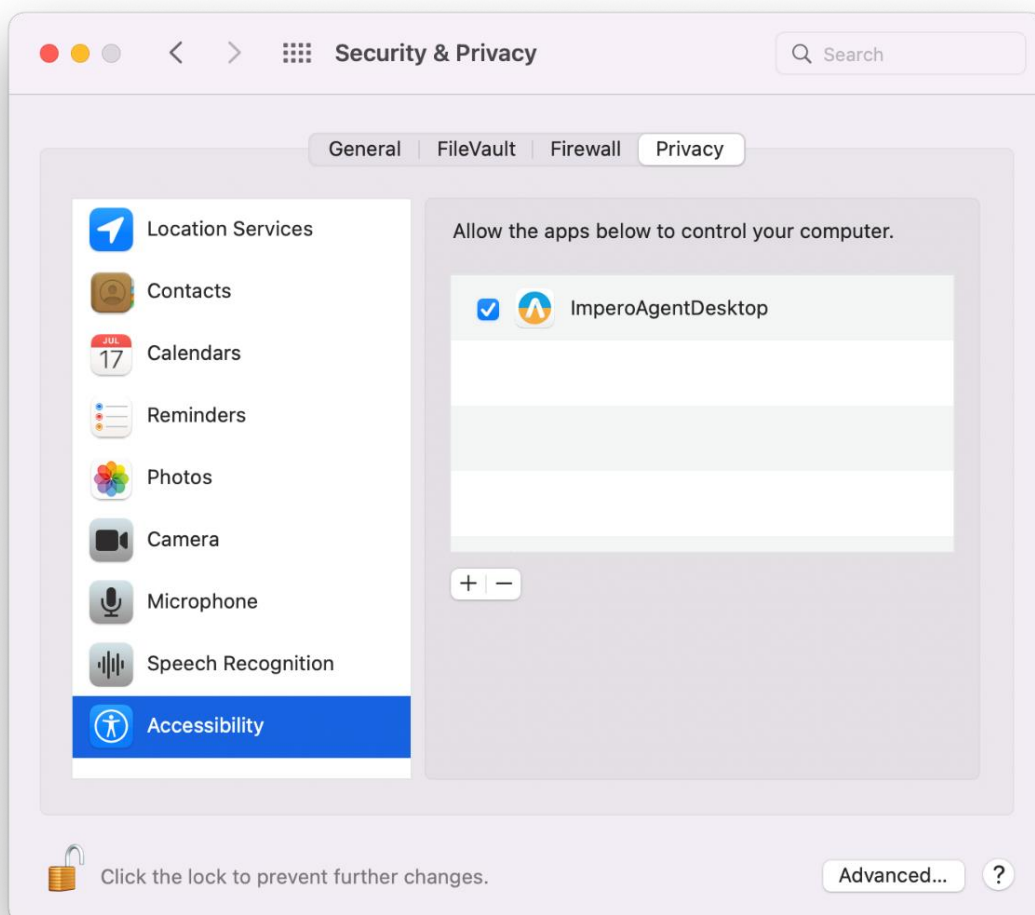 Security & Privacy
Search
General FileVault Firewall Privacy
Location Services
Contacts
JUL
17
Calendars
Reminders
Photos
Camera
Microphone
Speech Recognition
Accessibility
Allow the apps below to control your computer.
ImperoAgentDesktop
+ −
Click the lock to prevent further changes.
Advanced... ?